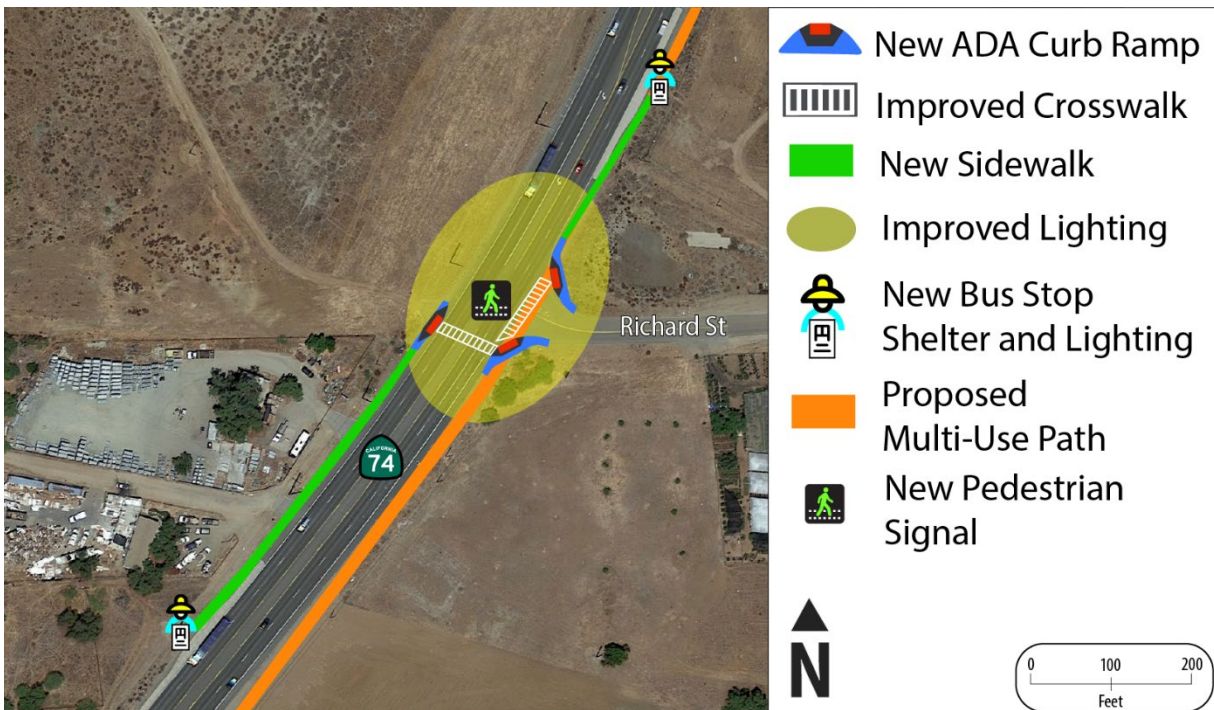 New ADA Curb Ramp
Improved Crosswalk
New Sidewalk
Improved Lighting
New Bus Stop
Shelter and Lighting
Proposed
Multi-Use Path
New Pedestrian
Signal
Richard St
CALIFORNIA
74
N
0 100 200
Feet